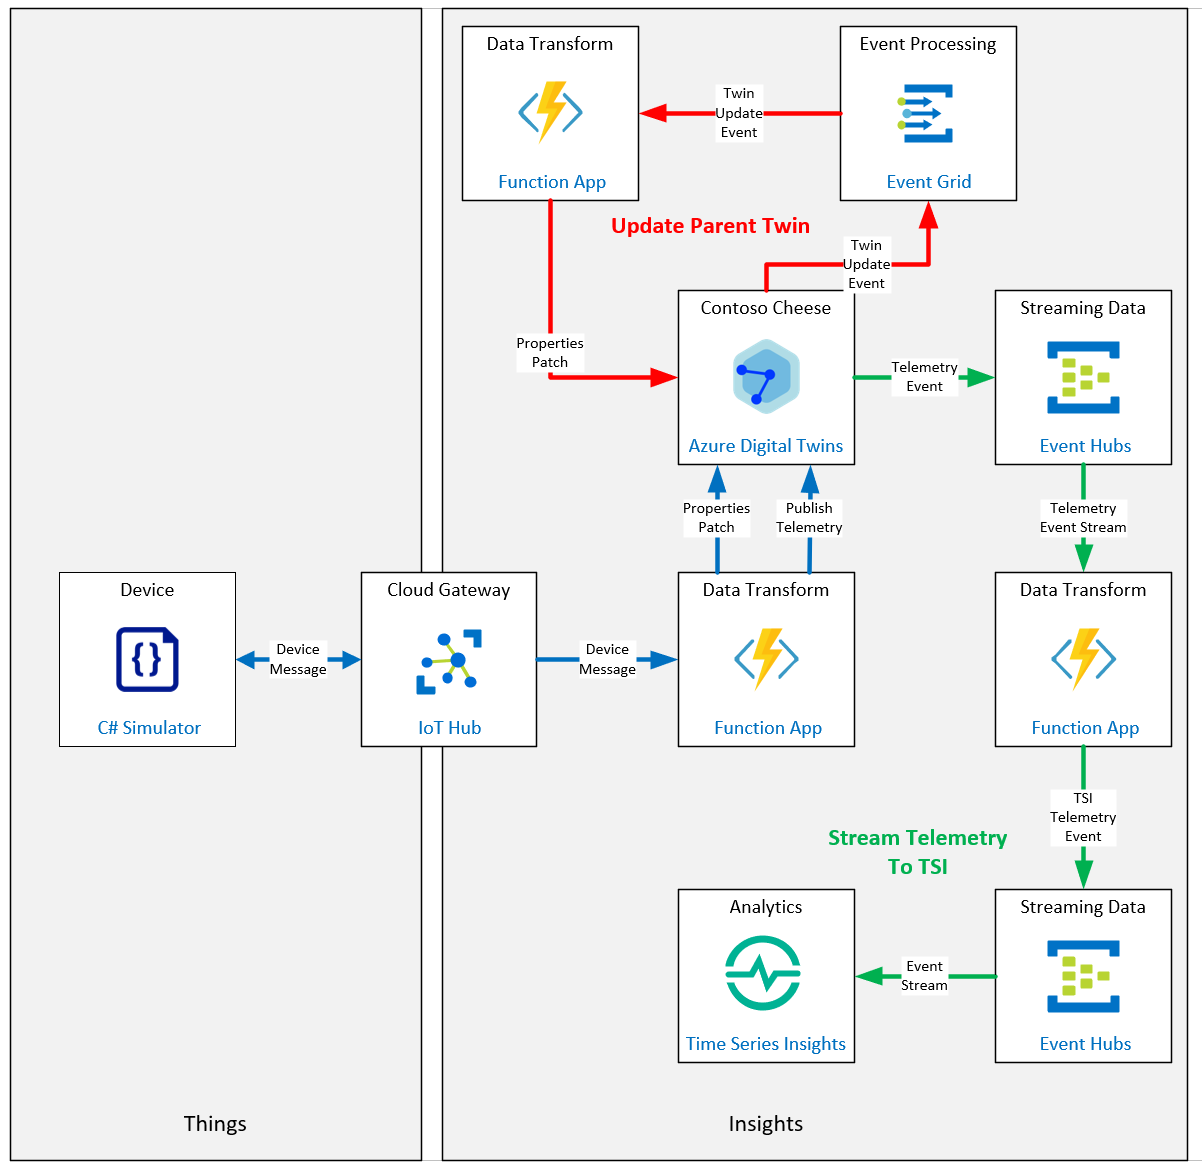 Data Transform
Function App
Twin
Update
Event
Event Processing
Event Grid
Update Parent Twin
Twin
Update
Event
Properties
Patch
Contoso Cheese
Azure Digital Twins
Telemetry
Event
Streaming Data
Event Hubs
Properties
Patch
Publish
Telemetry
Telemetry
Event Stream
Device
{}
C# Simulator
Device
Message
Cloud Gateway
IoT Hub
Device
Message
Data Transform
Function App
Data Transform
Function App
TSI
Telemetry
Event
Stream Telemetry
To TSI
Analytics
Time Series Insights
Event
Stream
Streaming Data
Event Hubs
Things
Insights